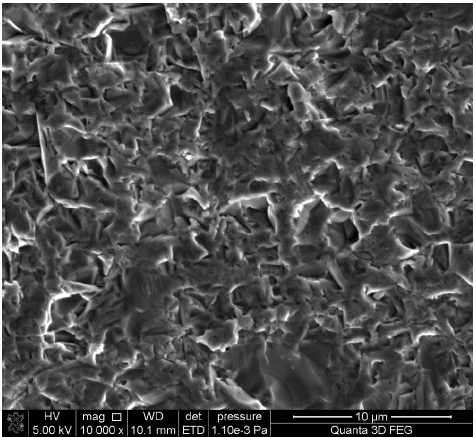 HV mag □ WD det pressure 10 µm
5.00 kV 10 000 x 10.1 mm ETD 1.10e-3 Pa Quanta 3D FEG